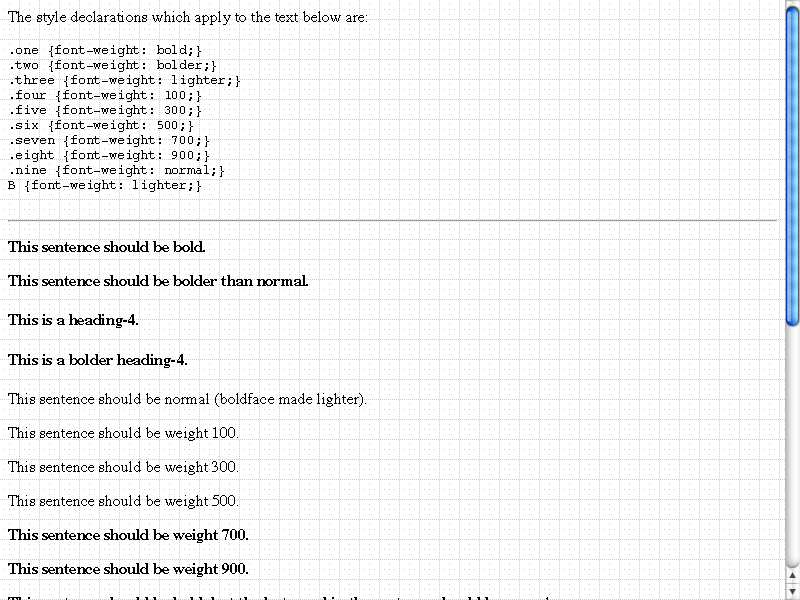 The style declarations which apply to the text below are:
.one {font-weight: bold;}
.two {font-weight: bolder;}
.three {font-weight: lighter;}
.four {font-weight: 100;}
.five {font-weight: 300;}
.six {font-weight: 500;}
.seven {font-weight: 700;}
.eight {font-weight: 900;}
.nine {font-weight: normal;}
B {font-weight: lighter;}
This sentence should be bold.
This sentence should be bolder than normal.
This is a heading-4.
This is a bolder heading-4.
This sentence should be normal (boldface made lighter).
This sentence should be weight 100.
This sentence should be weight 300.
This sentence should be weight 500.
This sentence should be weight 700.
This sentence should be weight 900.